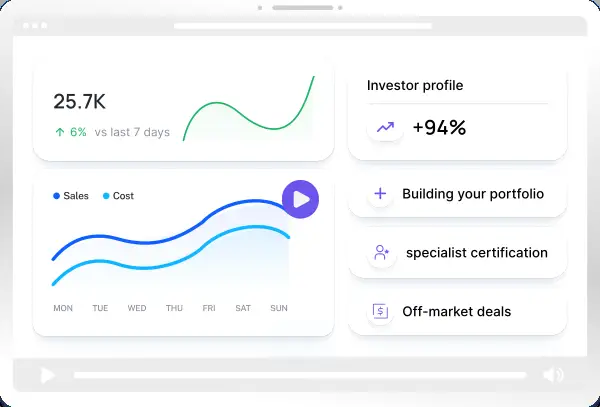 25.7K
6% vs last 7 days
Investor profile
+94%
Sales Cost
MON TUE WED THU FRI SAT SUN
Building your portfolio
specialist certification
Off-market deals